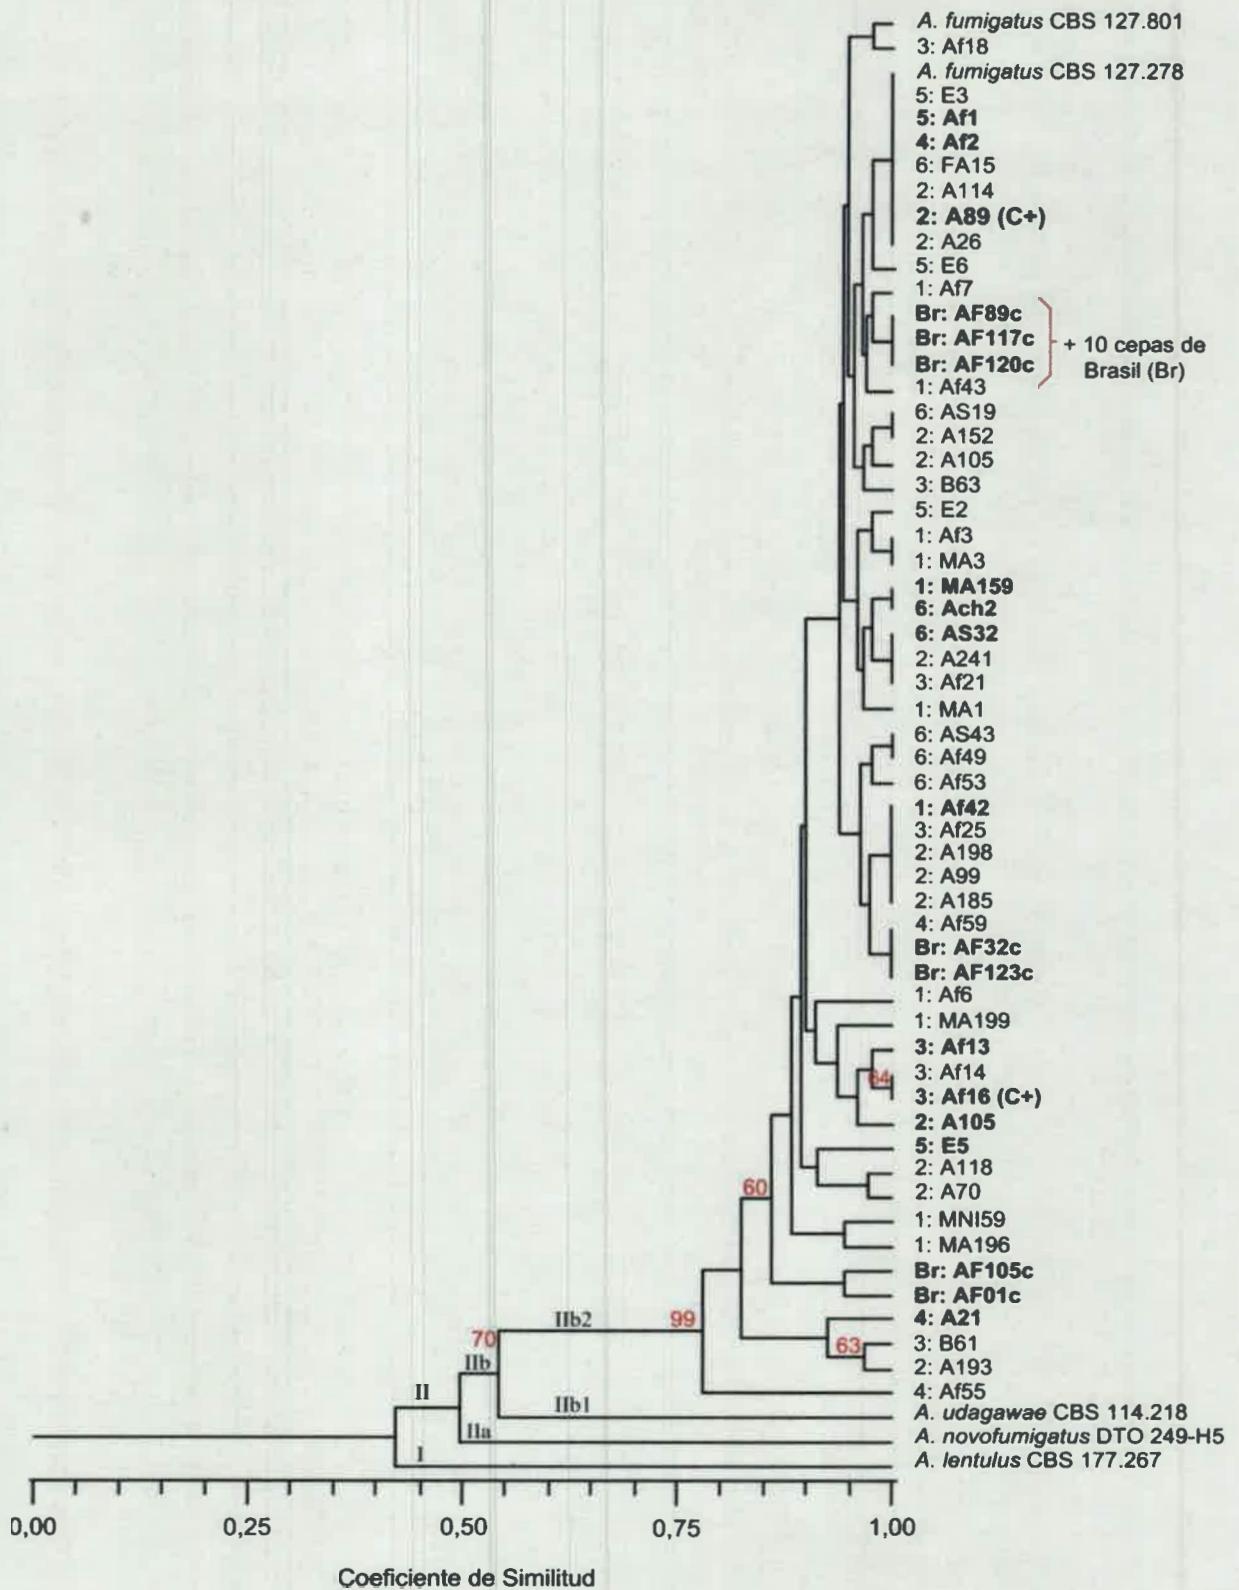 A. fumigatus CBS 127.801
3: Af18
A. fumigatus CBS 127.278
5: E3
5: Af1
4: Af2
6: FA15
2: A114
2: A89 (C+)
2: A26
5: E6
1: Af7
Br: AF89c
Br: AF117c
Br: AF120c
+ 10 cepas de
Brasil (Br)
1: Af43
6: AS19
2: A152
2: A105
3: B63
5: E2
1: Af3
1: MA3
1: MA159
6: Ach2
6: AS32
2: A241
3: Af21
1: MA1
6: AS43
6: Af49
6: Af53
1: Af42
3: Af25
2: A198
2: A99
2: A185
4: Af59
Br: AF32c
Br: AF123c
1: Af6
1: MA199
3: Af13
3: Af14
64
3: Af16 (C+)
2: A105
5: E5
2: A118
2: A70
60
1: MNI59
1: MA196
Br: AF105c
Br: AF01c
4: A21
99
IIb2
70
3: B61
63
2: A193
IIb
4: Af55
II
IIb1
A. udagawae CBS 114.218
IIa
A. novofumigatus DTO 249-H5
I
A. lentulus CBS 177.267
0,00 0,25 0,50 0,75 1,00
Coeficiente de Similitud